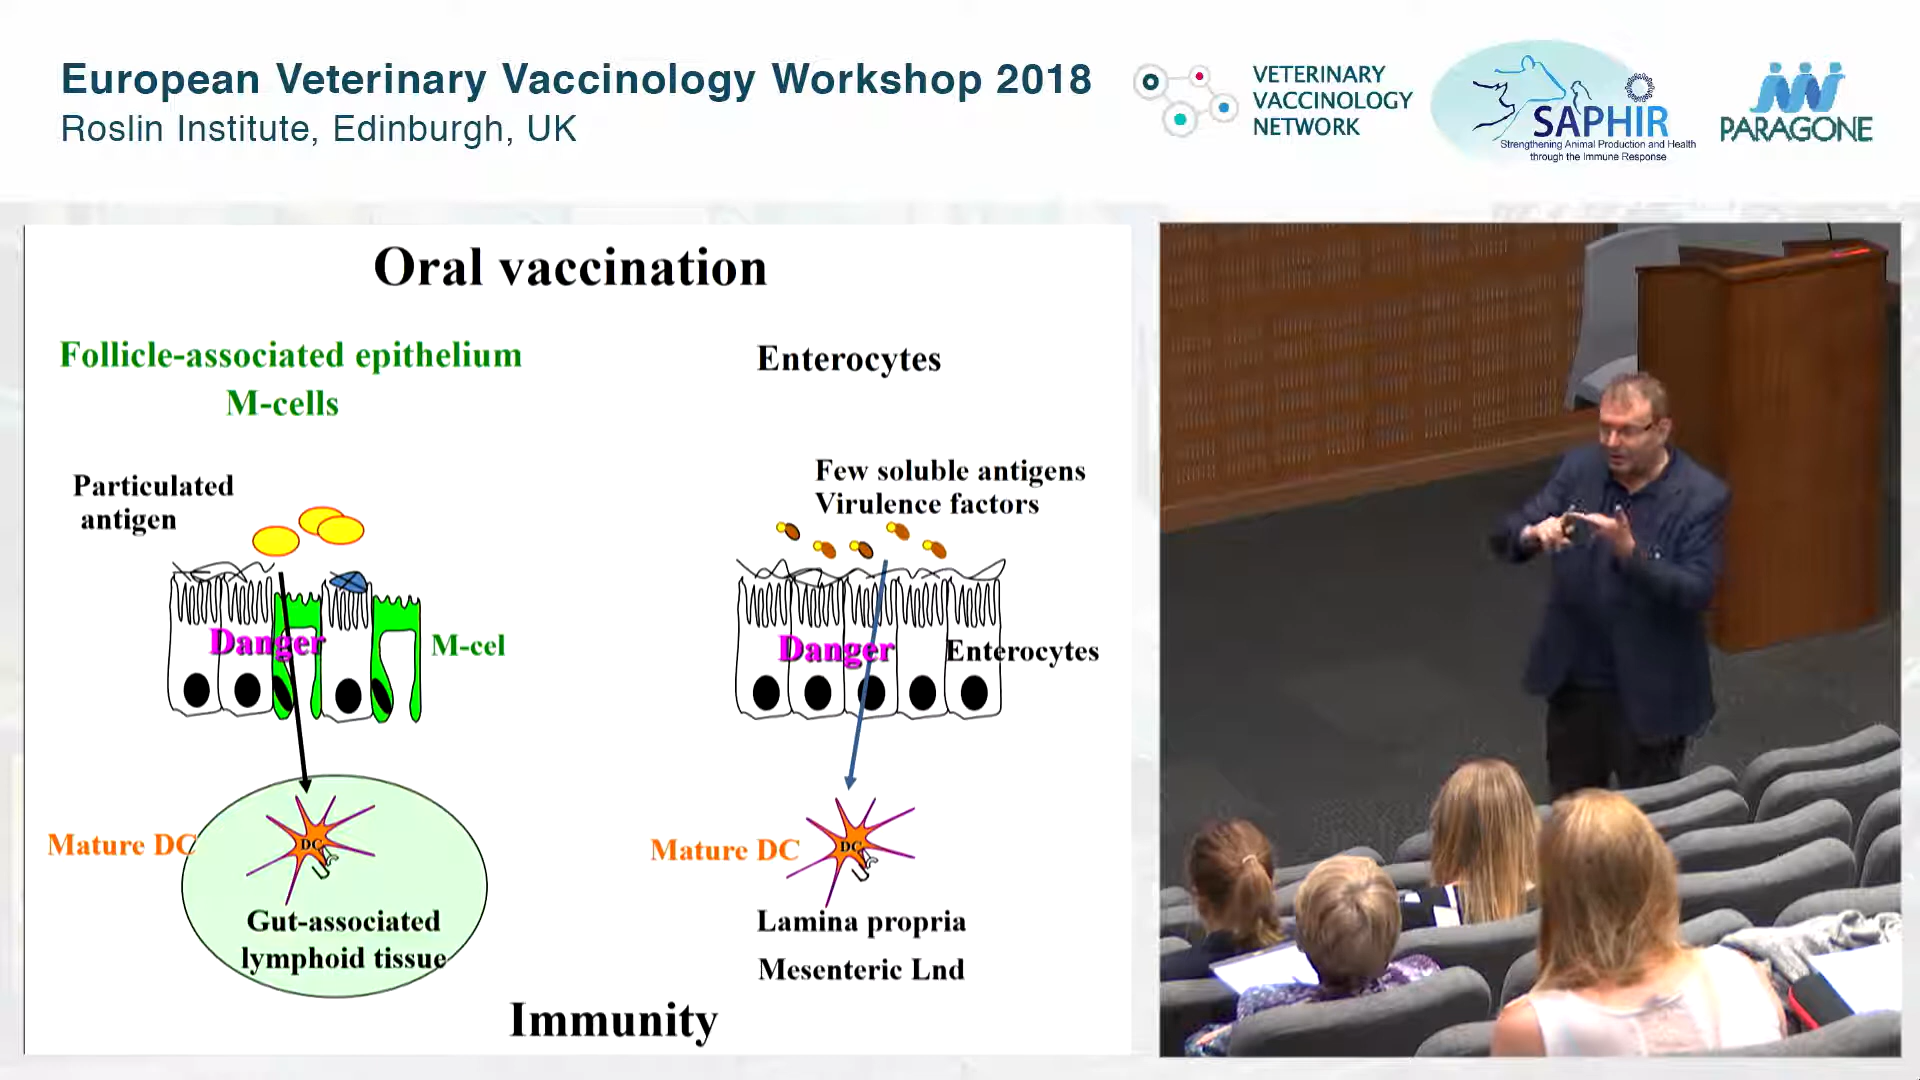 European Veterinary Vaccinology Workshop 2018
Roslin Institute, Edinburgh, UK
VETERINARY
VACCINOLOGY
NETWORK
SAPHIR
Strengthening Animal Production and Health
through the Immune Response
PARAGONE
Oral vaccination
Follicle-associated epithelium
M-cells
Enterocytes
Particulated
antigen
Few soluble antigens
Virulence factors
Danger
M-cel
Danger
Enterocytes
Mature DC
DC
Gut-associated
lymphoid tissue
Mature DC
DC
Lamina propria
Mesenteric Lnd
Immunity